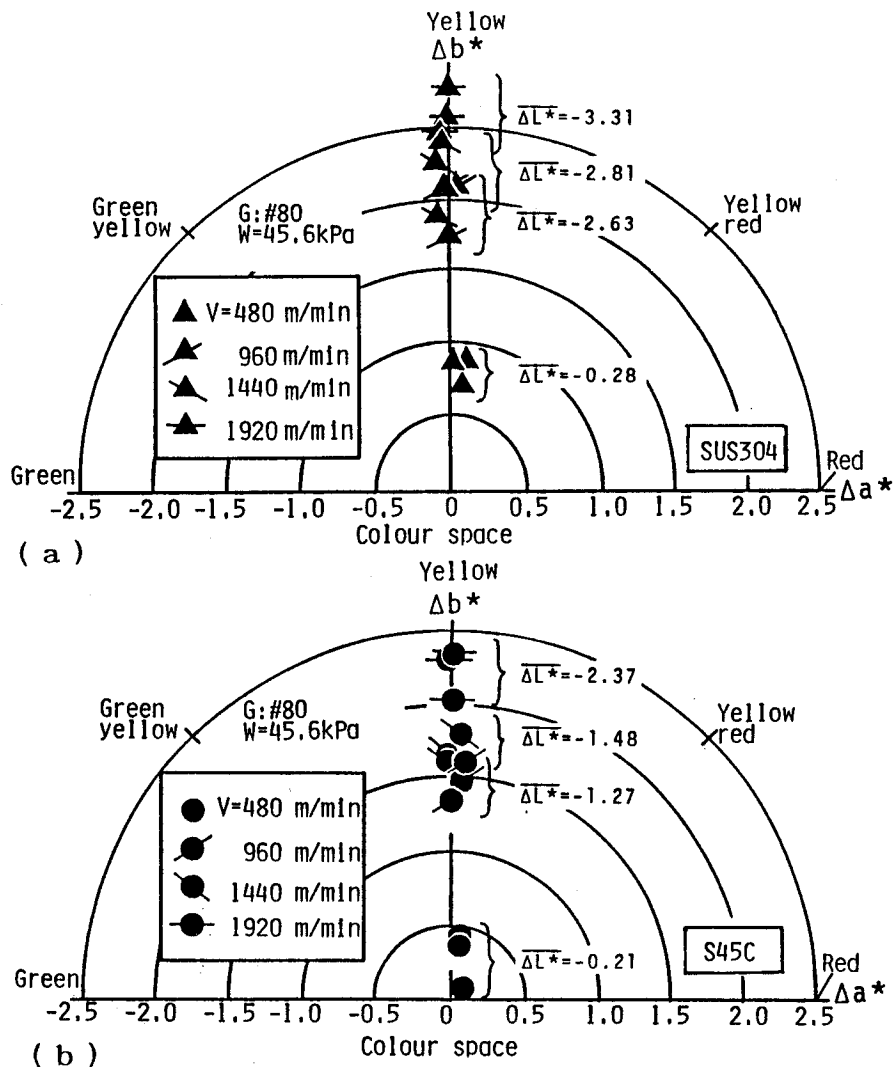 Yellow
Δb*
ΔL*=-3.31
ΔL*=-2.81
ΔL*=-2.63
Green
yellow
G:#80
W=45.6kPa
Yellow
red
V=480 m/min
960 m/min
1440 m/min
1920 m/min
ΔL*=-0.28
SUS304
Green
Red
-2.5 -2.0 -1.5 -1.0 -0.5 0 0.5 1.0 1.5 2.0 2.5 Δa*
Colour space
(a)
Yellow
Δb*
ΔL*=-2.37
Green
yellow
G:#80
W=45.6kPa
Yellow
red
ΔL*=-1.48
ΔL*=-1.27
V=480 m/min
960 m/min
1440 m/min
1920 m/min
ΔL*=-0.21
S45C
Green
Red
-2.5 -2.0 -1.5 -1.0 -0.5 0 0.5 1.0 1.5 2.0 2.5 Δa*
Colour space
(b)